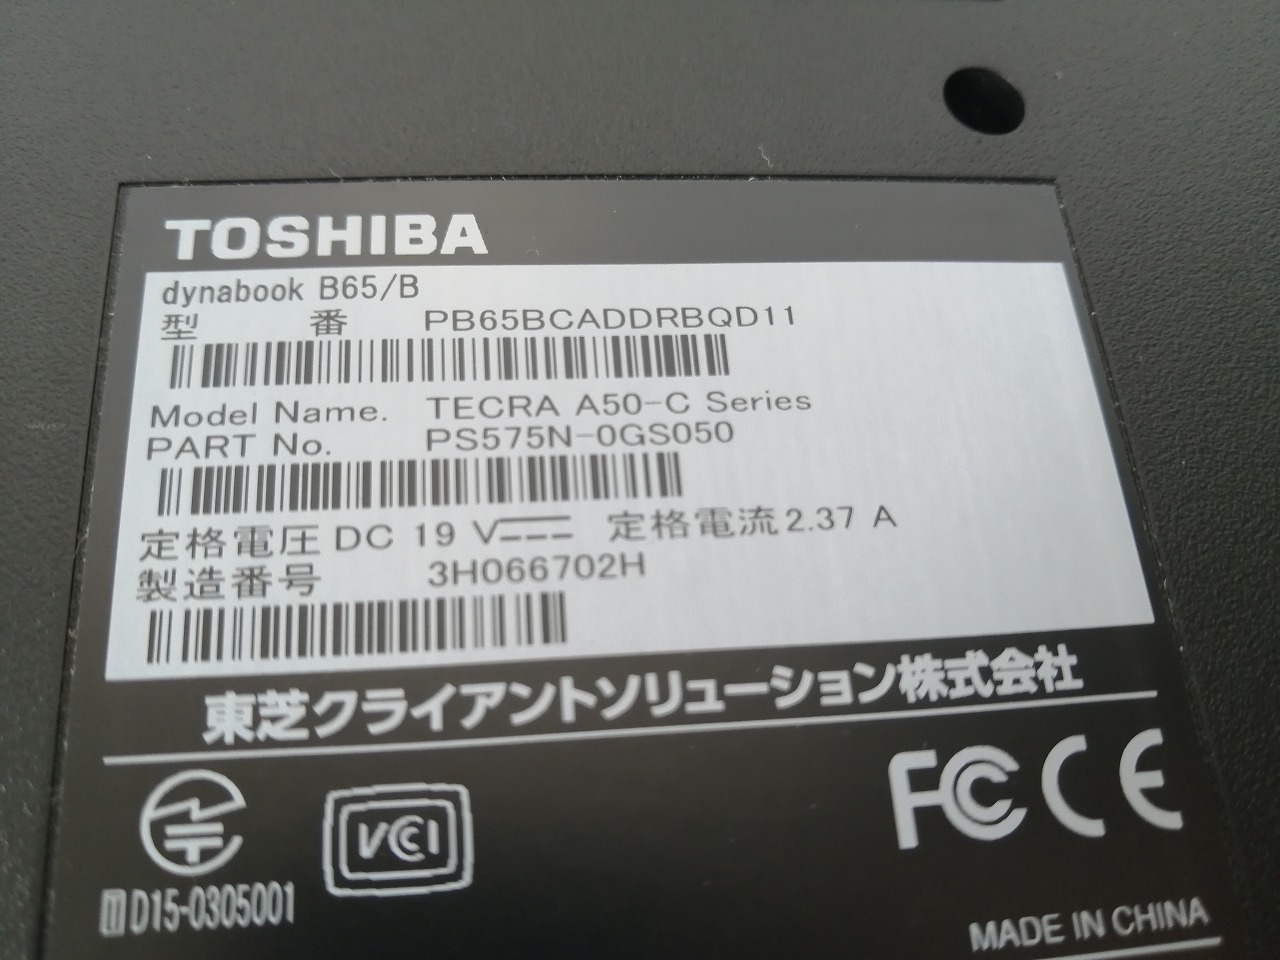 TOSHIBA
dynabook B65/B
型 番 PB65BCADDRBQD11
Model Name. TECRA A50-C Series
PART No. PS575N-0GS050
定格電圧 DC 19 V 定格電流 2.37 A
製造番号 3H066702H
東芝クライアントソリューション株式会社
VCCI
FC CE
T D15-0305001
MADE IN CHINA